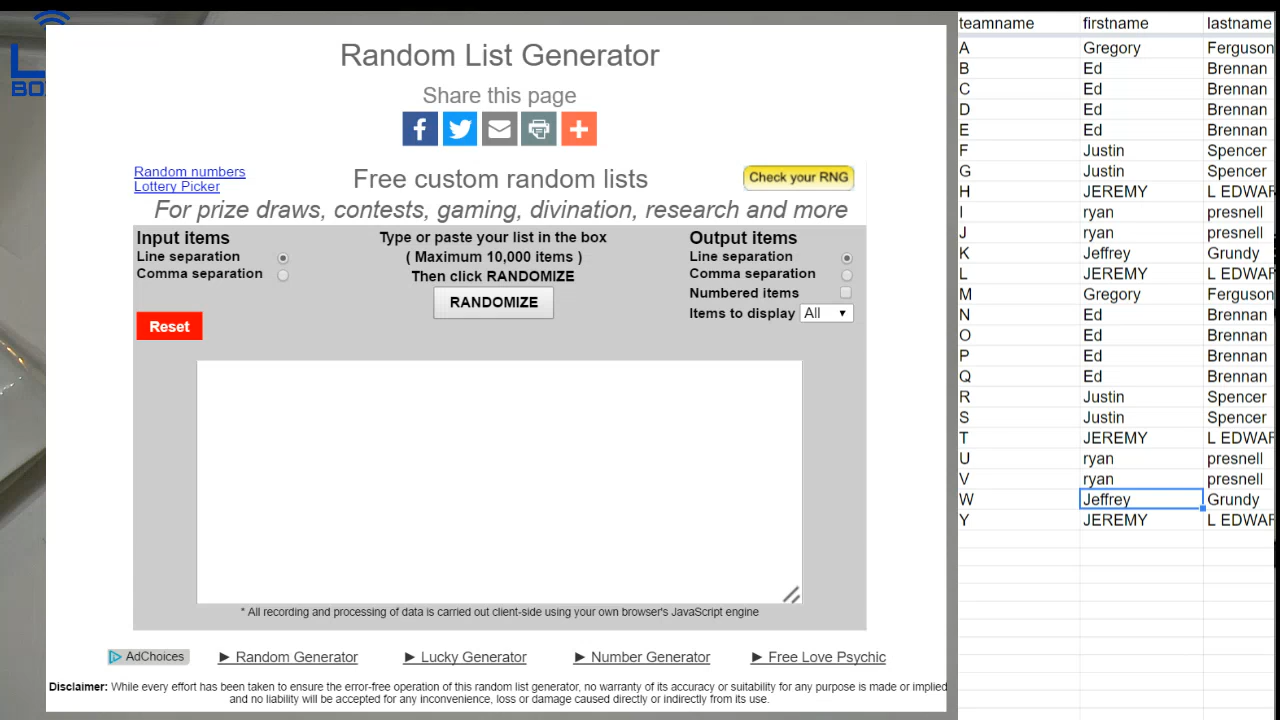 Random List Generator
Share this page
Random numbers
Lottery Picker
Free custom random lists
Check your RNG
For prize draws, contests, gaming, divination, research and more
Input items
Line separation
Comma separation
Reset
Type or paste your list in the box
( Maximum 10,000 items )
Then click RANDOMIZE
RANDOMIZE
Output items
Line separation
Comma separation
Numbered items
Items to display All
* All recording and processing of data is carried out client-side using your own browser's JavaScript engine
AdChoices
► Random Generator
► Lucky Generator
► Number Generator
► Free Love Psychic
Disclaimer: While every effort has been taken to ensure the error-free operation of this random list generator, no warranty of its accuracy or suitability for any purpose is made or implied
and no liability will be accepted for any inconvenience, loss or damage caused directly or indirectly from its use.
L
BO
teamname firstname lastname
A Gregory Ferguson
B Ed Brennan
C Ed Brennan
D Ed Brennan
E Ed Brennan
F Justin Spencer
G Justin Spencer
H JEREMY L EDWAR
I ryan presnell
J ryan presnell
K Jeffrey Grundy
L JEREMY L EDWAR
M Gregory Ferguson
N Ed Brennan
O Ed Brennan
P Ed Brennan
Q Ed Brennan
R Justin Spencer
S Justin Spencer
T JEREMY L EDWAR
U ryan presnell
V ryan presnell
W Jeffrey Grundy
Y JEREMY L EDWAR